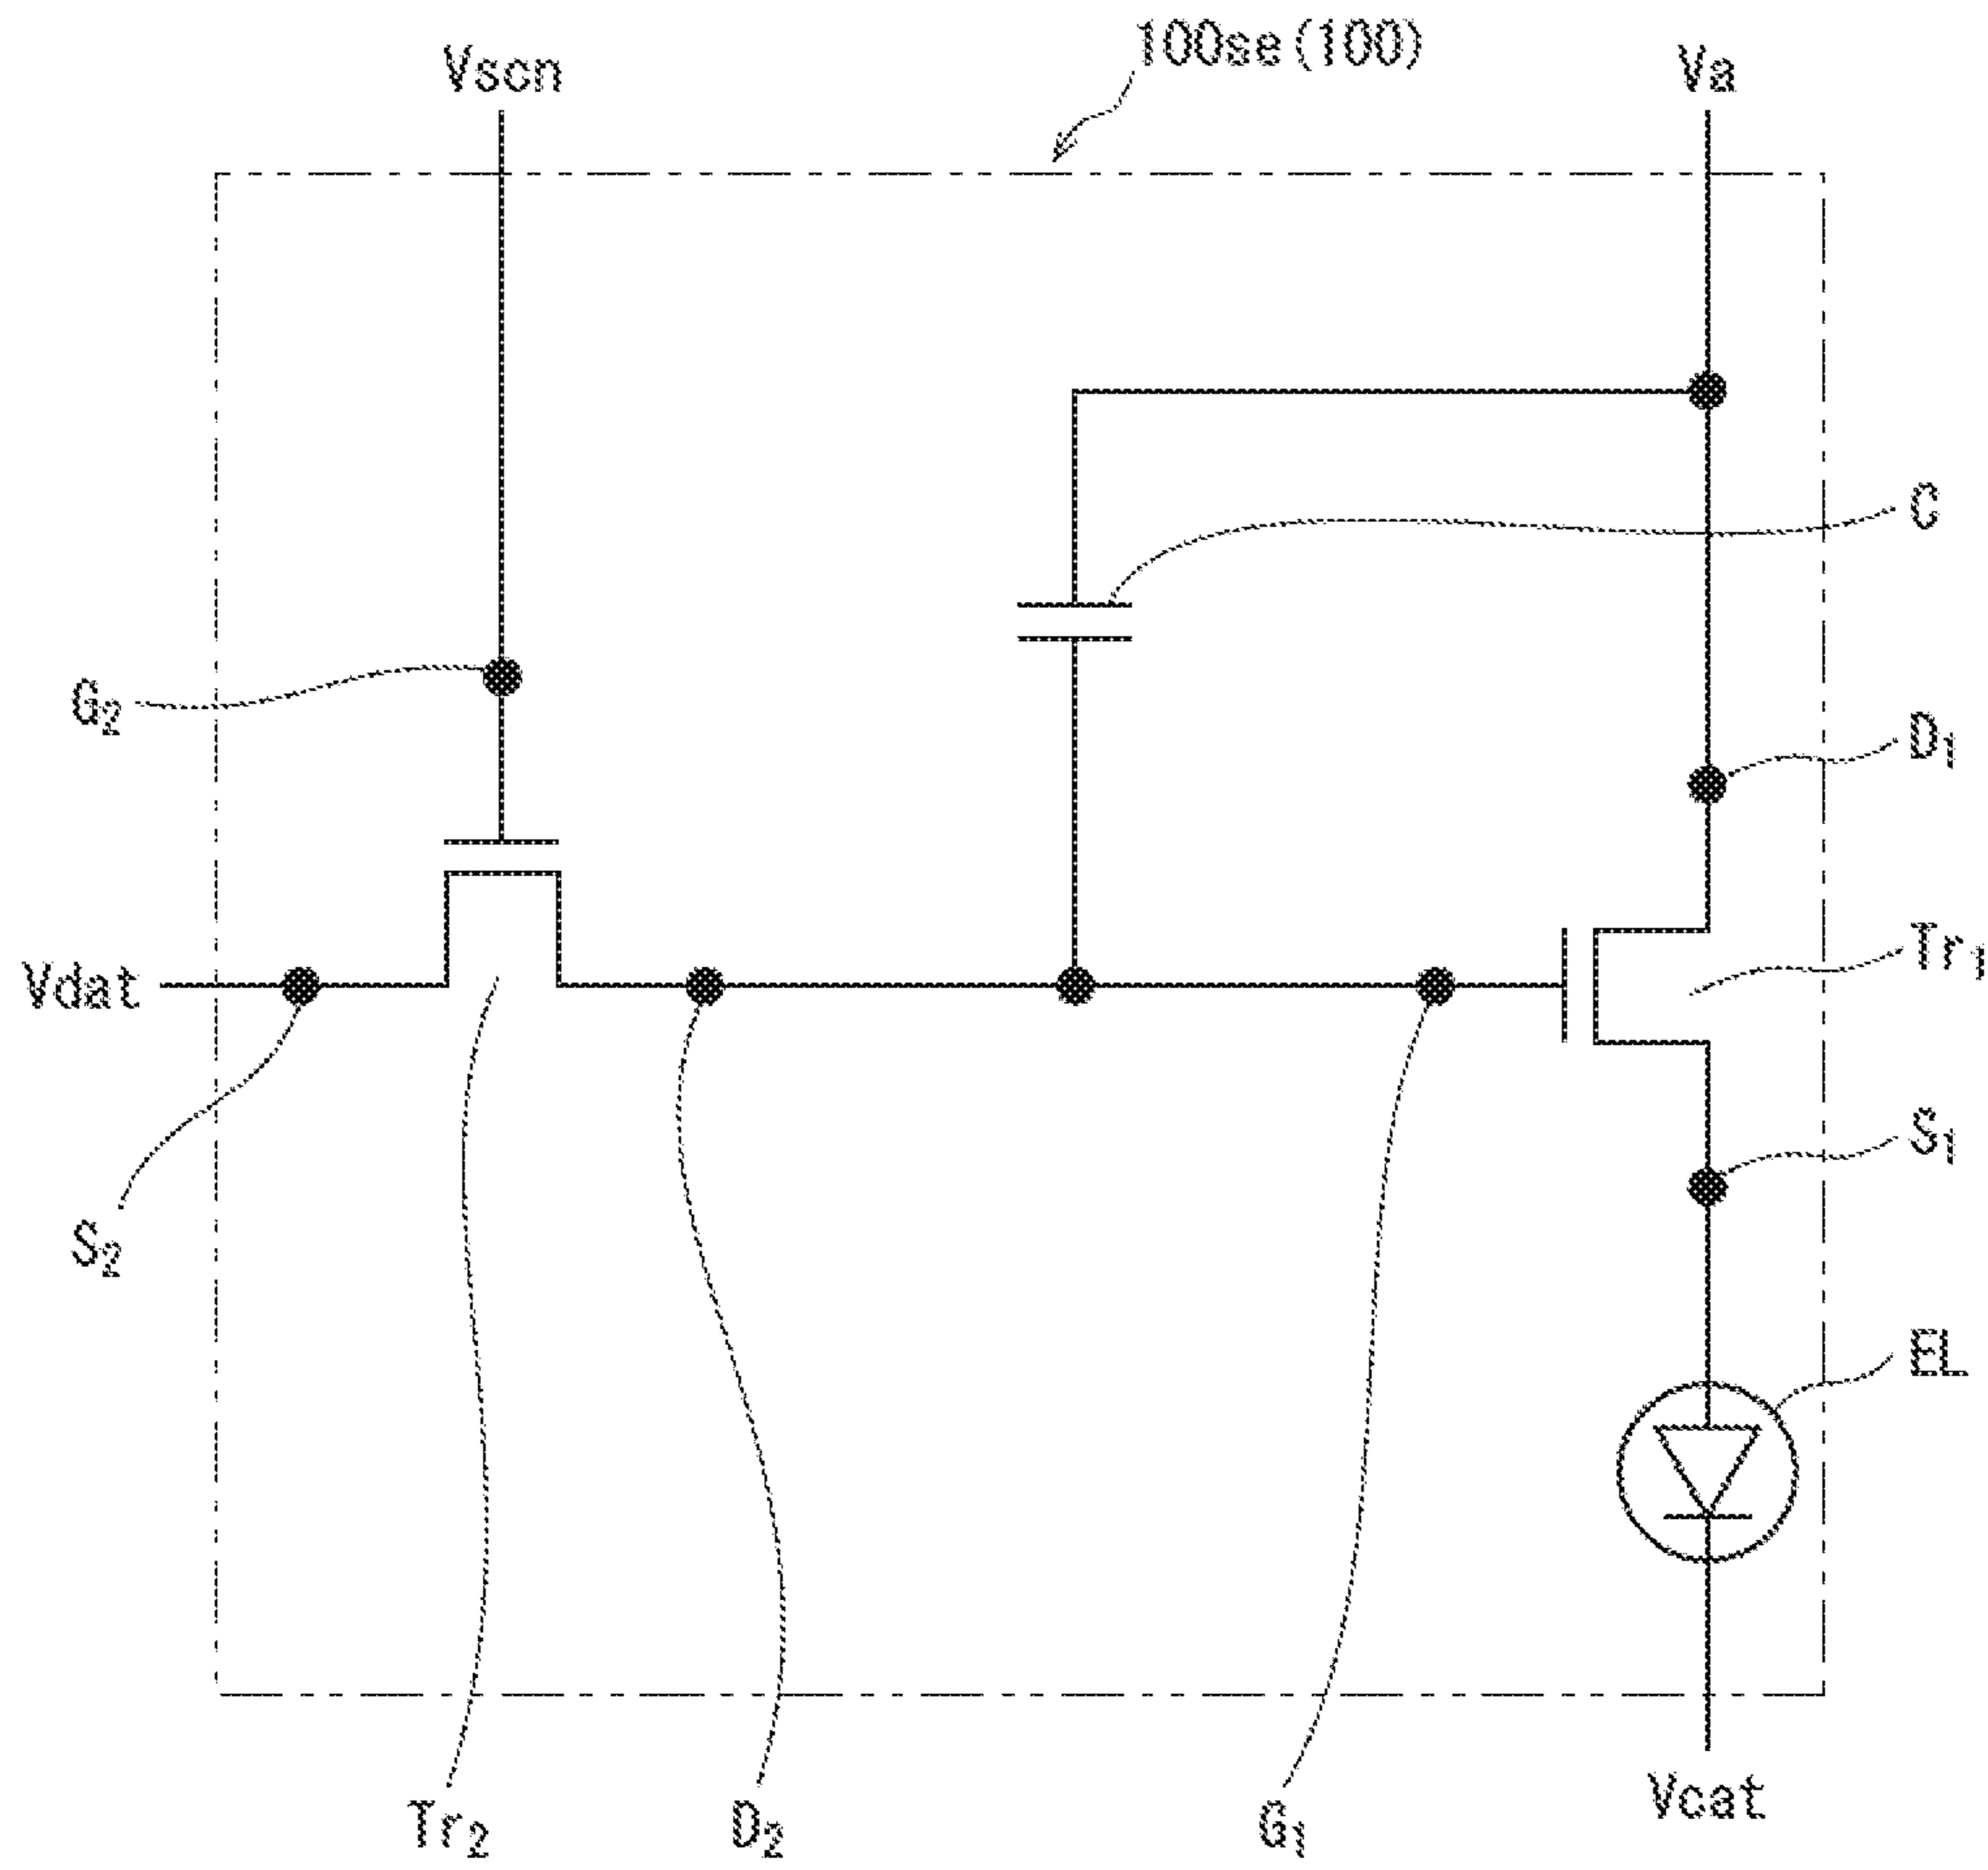 100se(100)
Vscn
Va
C
G2
D1
Tr1
Vdat
S1
S2
EL
Vcat
Tr2
D2
G1